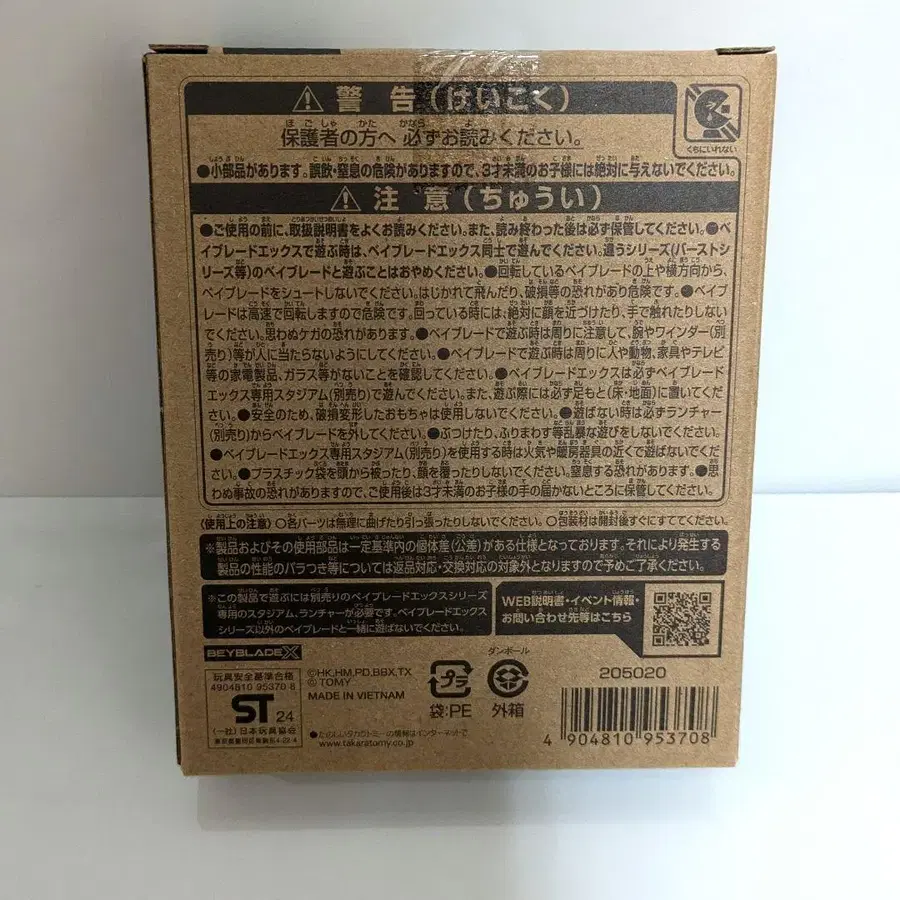 警告(けいこく)
くちにいれない
保護者の方へ 必ずお読みください。
●小部品があります。誤飲・窒息の危険がありますので、3才未満のお子様には絶対に与えないでください。
注意(ちゅうい)
●ご使用の前に、取扱説明書をよくお読みください。また、読み終わった後は必ず保管してください。●ベ
イブレードエックスで遊ぶ時は、ベイブレードエックス同士で遊んでください。違うシリーズ(バーストシ
リーズ等)のベイブレードと遊ぶことはおやめください。●回転しているベイブレードの上や横方向から、
ベイブレードをシュートしないでください。はじかれて飛んだり、破損等の恐れがあり危険です。●ベイブ
レードは高速で回転しますので危険です。回っている時には、絶対に顔を近づけたり、手で触れたりしない
でください。思わぬケガの恐れがあります。●ベイブレードで遊ぶ時は周りに注意して、腕やワインダー(別
売り)等が人に当たらないようにしてください。●ベイブレードで遊ぶ時は周りに人や動物、家具やテレビ
等の家電製品、ガラス等がないことを確認してください。●ベイブレードエックスは必ずベイブレード
エックス専用スタジアム(別売り)で遊んでください。また、遊ぶ際には必ず足もと(床・地面)に置いてくだ
さい。●安全のため、破損変形したおもちゃは使用しないでください。●遊ばない時は必ずランチャー
(別売り)からベイブレードを外してください。●ぶつけたり、ふりまわす等乱暴な遊びをしないでください。
●ベイブレードエックス専用スタジアム(別売り)を使用する時は火気や暖房器具の近くで遊ばないでく
ださい。●プラスチック袋を頭から被ったり、顔を覆ったりしないでください。窒息する恐れがあります。●思
わぬ事故の恐れがありますので、ご使用後は3才未満のお子様の手の届かないところに保管してください。
〈使用上の注意〉○各パーツは無理に曲げたり引っ張ったりしないでください。○包装材は開封後すぐにすててください。
※製品およびその使用部品は一定基準内の個体差(公差)がある仕様となっております。それにより発生する
製品の性能のバラつき等については返品対応・交換対応の対象外となりますので予めご了承ください。
※この製品で遊ぶには別売りのベイブレードエックスシリーズ
専用のスタジアム、ランチャーが必要です。ベイブレードエックス
シリーズ以外のベイブレードと一緒に遊ばないでください。
WEB説明書・イベント情報・
お問い合わせ先等はこちら
BEYBLADE X
玩具安全基準合格
4904810 95370 8
ST 24
(一社)日本玩具協会
東京都墨田区東駒形4-22-4
©HK,HM,PD,BBX,TX
© TOMY
MADE IN VIETNAM
プラ
袋:PE
ダンボール
外箱
●たのしいタカラトミーの情報はインターネットで
www.takaratomy.co.jp
205020
4 904810 953708